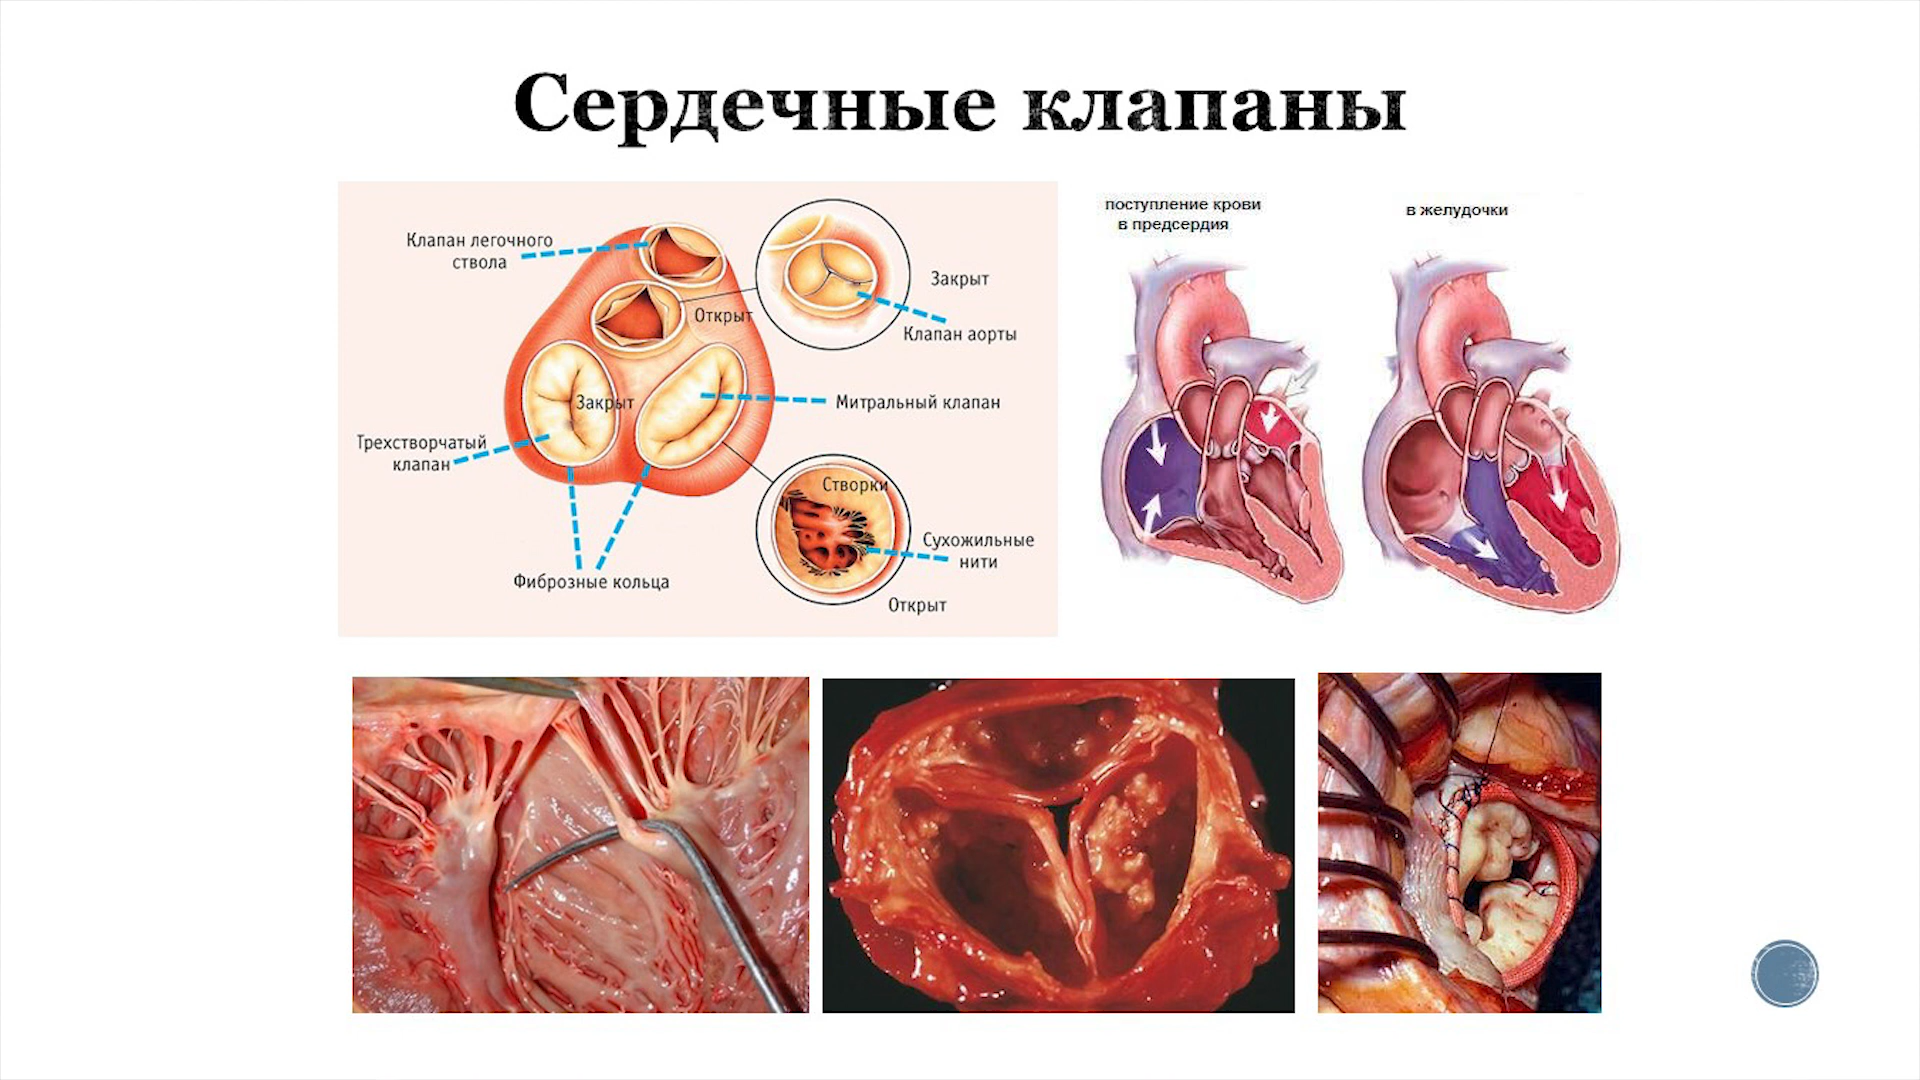 Сердечные клапаны
Клапан легочного
ствола
Открыт
Закрыт
Клапан аорты
Закрыт
Митральный клапан
Трехстворчатый
клапан
Створки
Сухожильные
нити
Фиброзные кольца
Открыт
поступление крови
в предсердия
в желудочки